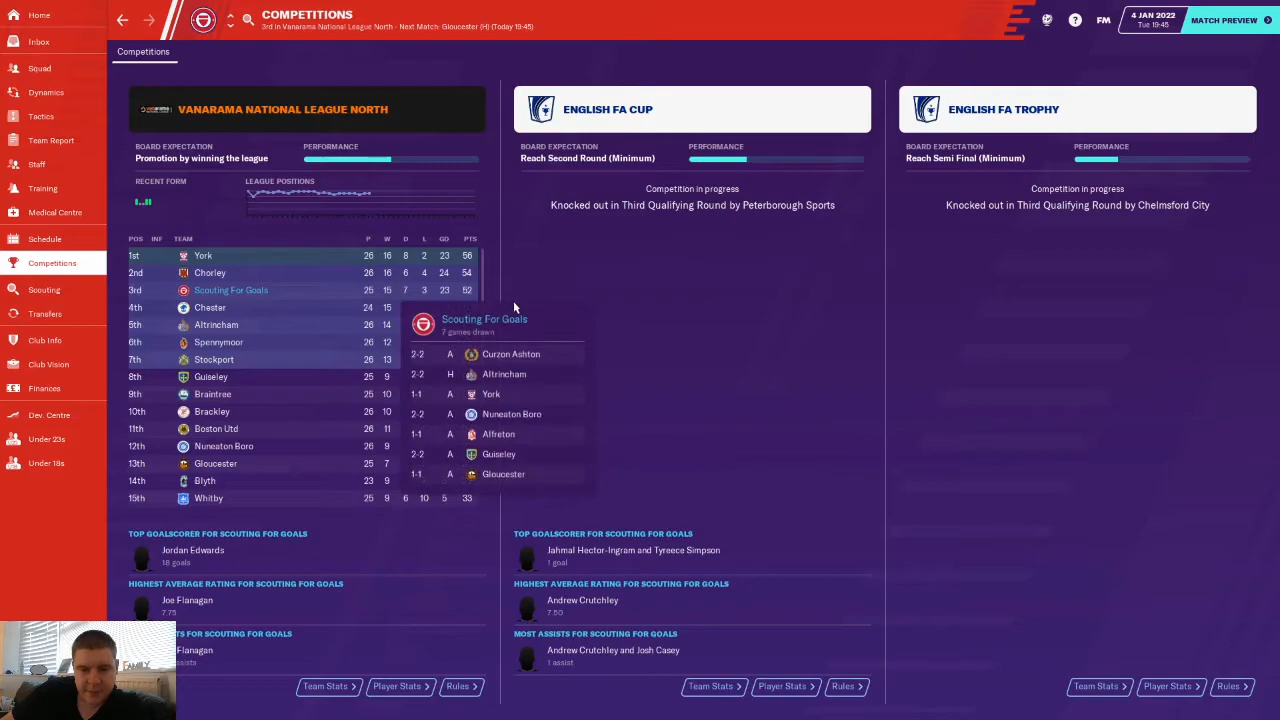 Home
Inbox
Squad
Dynamics
Tactics
Team Report
Staff
Training
Medical Centre
Schedule
Competitions
Scouting
Transfers
Club Info
Club Vision
Finances
Dev. Centre
Under 23s
Under 18s
COMPETITIONS
3rd in Vanarama National League North - Next Match: Gloucester (H) (Today 19:45)
FM
4 JAN 2022
Tue 19:45
MATCH PREVIEW
Competitions
VANARAMA NATIONAL LEAGUE NORTH
BOARD EXPECTATION PERFORMANCE
Promotion by winning the league
RECENT FORM LEAGUE POSITIONS
POS INF TEAM P W D L GD PTS
1st York 26 16 8 2 23 56
2nd Chorley 26 16 6 4 24 54
3rd Scouting For Goals 25 15 7 3 23 52
4th Chester 24 15
5th Altrincham 26 14
6th Spennymoor 26 12
7th Stockport 26 13
8th Guiseley 25 9
9th Braintree 25 10
10th Brackley 26 10
11th Boston Utd 26 11
12th Nuneaton Boro 26 9
13th Gloucester 25 7
14th Blyth 23 9
15th Whitby 25 9 6 10 5 33
Scouting For Goals
7 games drawn
2-2 A Curzon Ashton
2-2 H Altrincham
1-1 A York
2-2 A Nuneaton Boro
1-1 A Alfreton
2-2 A Guiseley
1-1 A Gloucester
TOP GOALSCORER FOR SCOUTING FOR GOALS
Jordan Edwards
18 goals
HIGHEST AVERAGE RATING FOR SCOUTING FOR GOALS
Joe Flanagan
7.75
TS FOR SCOUTING FOR GOALS
Flanagan
assists
Team Stats Player Stats Rules
ENGLISH FA CUP
BOARD EXPECTATION PERFORMANCE
Reach Second Round (Minimum)
Competition in progress
Knocked out in Third Qualifying Round by Peterborough Sports
TOP GOALSCORER FOR SCOUTING FOR GOALS
Jahmal Hector-Ingram and Tyreece Simpson
1 goal
HIGHEST AVERAGE RATING FOR SCOUTING FOR GOALS
Andrew Crutchley
7.50
MOST ASSISTS FOR SCOUTING FOR GOALS
Andrew Crutchley and Josh Casey
1 assist
Team Stats Player Stats Rules
ENGLISH FA TROPHY
BOARD EXPECTATION PERFORMANCE
Reach Semi Final (Minimum)
Competition in progress
Knocked out in Third Qualifying Round by Chelmsford City
Team Stats Player Stats Rules